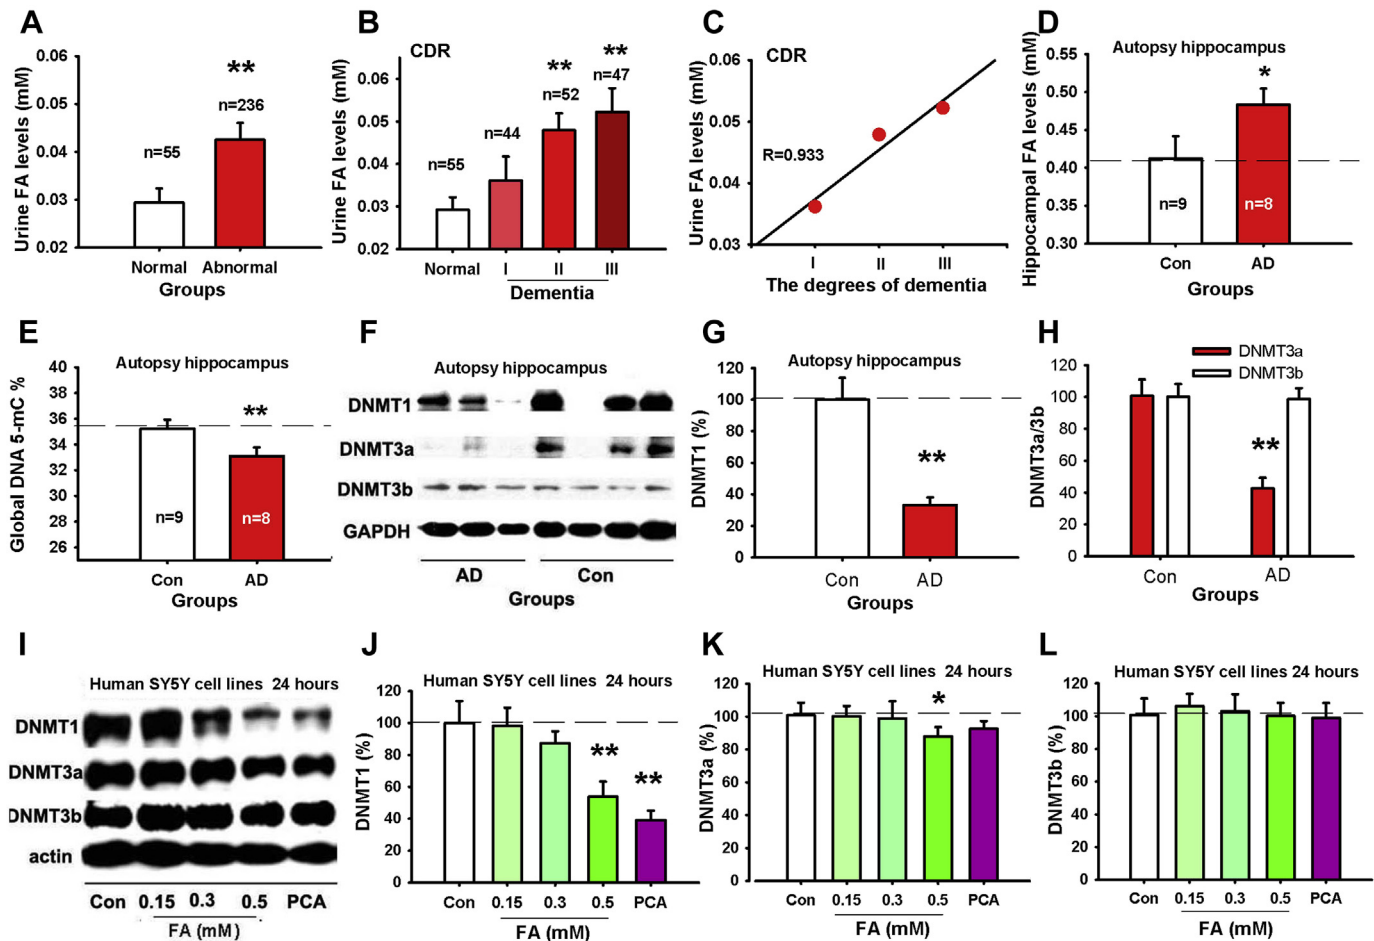 A
Urine FA levels (mM)
0.06
0.05
0.04
0.03
0.02
**
n=236
n=55
Normal Abnormal
Groups
B
CDR
Urine FA levels (mM)
0.06
0.05
0.04
0.03
0.02
**
n=47
**
n=52
n=44
n=55
Normal I II III
Dementia
C
CDR
Urine FA levels (mM)
0.06
0.05
0.04
0.03
R=0.933
I II III
The degrees of dementia
D
Autopsy hippocampus
Hippocampal FA levels (mM)
0.55
0.50
0.45
0.40
0.35
0.30
*
n=9 n=8
Con AD
Groups
E
Autopsy hippocampus
Global DNA 5-mC %
40
38
36
34
32
30
28
26
**
n=9 n=8
Con AD
Groups
F
Autopsy hippocampus
DNMT1
DNMT3a
DNMT3b
GAPDH
AD Con
Groups
G
Autopsy hippocampus
DNMT1 (%)
120
100
80
60
40
20
0
**
Con AD
Groups
H
DNMT3a
DNMT3b
DNMT3a/3b
120
100
80
60
40
20
0
**
Con AD
Groups
I
Human SY5Y cell lines 24 hours
DNMT1
DNMT3a
DNMT3b
actin
Con 0.15 0.3 0.5 PCA
FA (mM)
J
Human SY5Y cell lines 24 hours
DNMT1 (%)
120
100
80
60
40
20
0
**
**
Con 0.15 0.3 0.5 PCA
FA (mM)
K
Human SY5Y cell lines 24 hours
DNMT3a (%)
120
100
80
60
40
20
0
*
Con 0.15 0.3 0.5 PCA
FA (mM)
L
Human SY5Y cell lines 24 hours
DNMT3b (%)
120
100
80
60
40
20
0
Con 0.15 0.3 0.5 PCA
FA (mM)